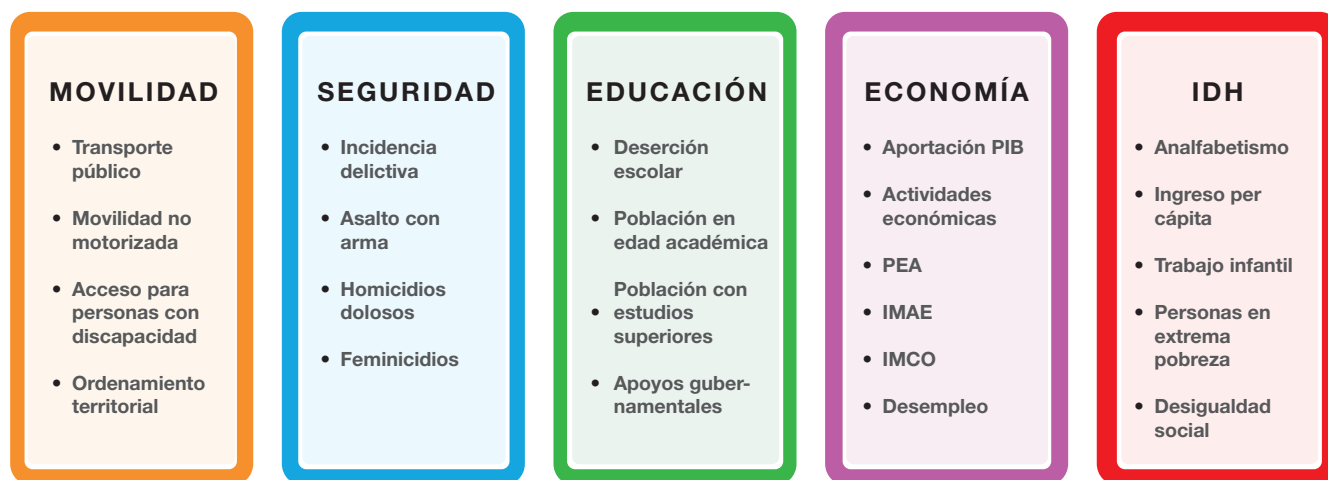 MOVILIDAD
• Transporte
público
• Movilidad no
motorizada
• Acceso para
personas con
discapacidad
• Ordenamiento
territorial
SEGURIDAD
• Incidencia
delictiva
• Asalto con
arma
• Homicidios
dolosos
• Feminicidios
EDUCACIÓN
• Deserción
escolar
• Población en
edad académica
Población con
• estudios
superiores
• Apoyos guber-
namentales
ECONOMÍA
• Aportación PIB
• Actividades
económicas
• PEA
• IMAE
• IMCO
• Desempleo
IDH
• Analfabetismo
• Ingreso per
cápita
• Trabajo infantil
• Personas en
extrema
pobreza
• Desigualdad
social